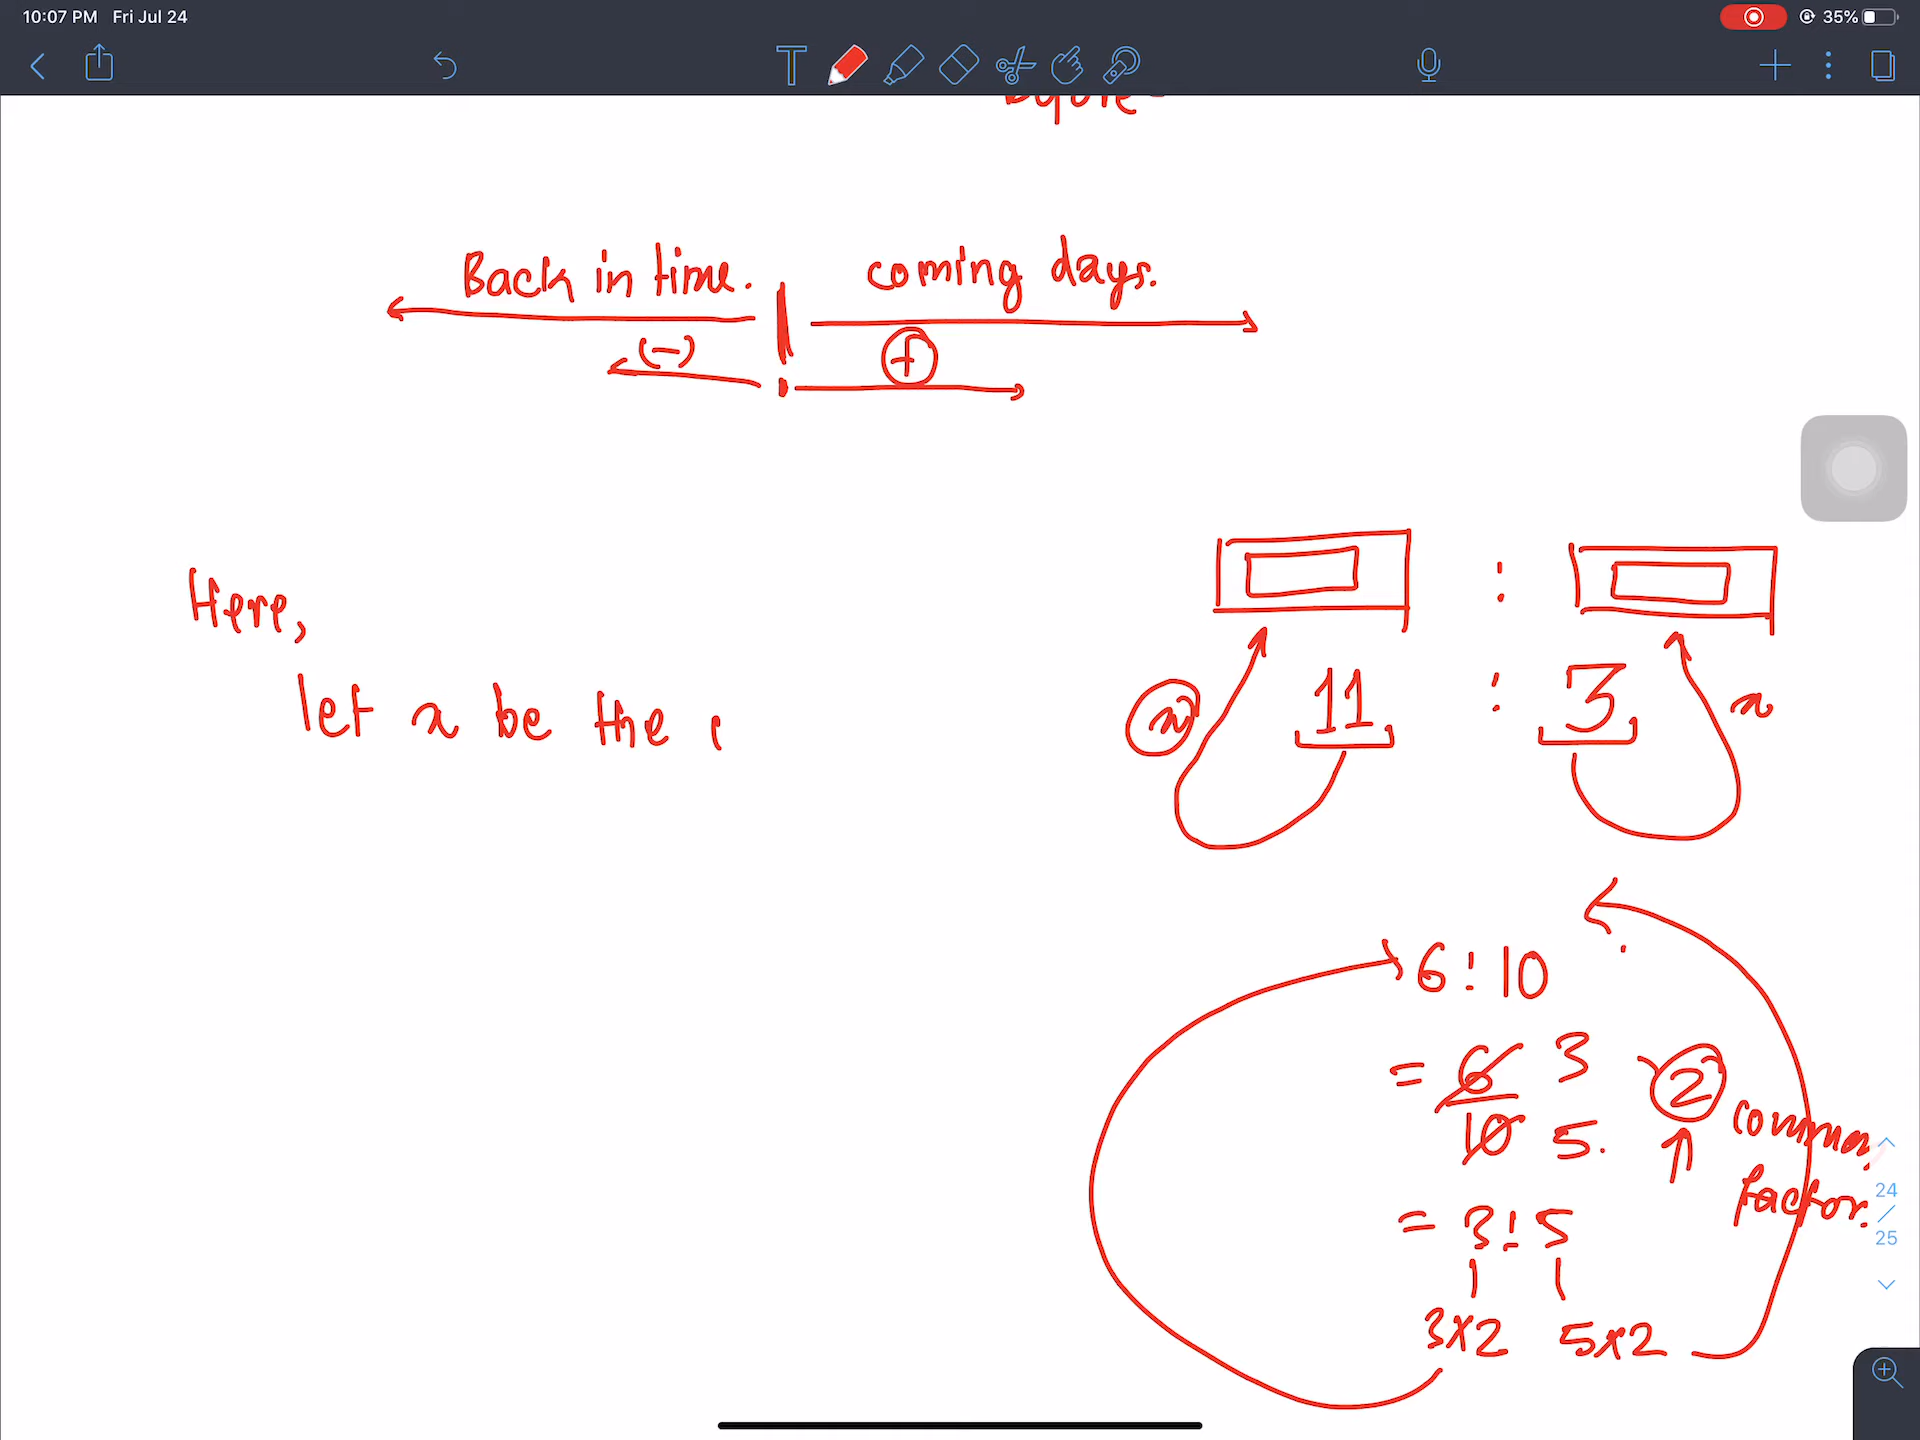 10:07 PM Fri Jul 24
35%
Back in time. coming days.
(-) +
: 
Here,
let x be the
x 11 : 3 x
6:10
= 6 3 2
10 5. common
factor.
= 3:5
3x2 5x2
24
/
25